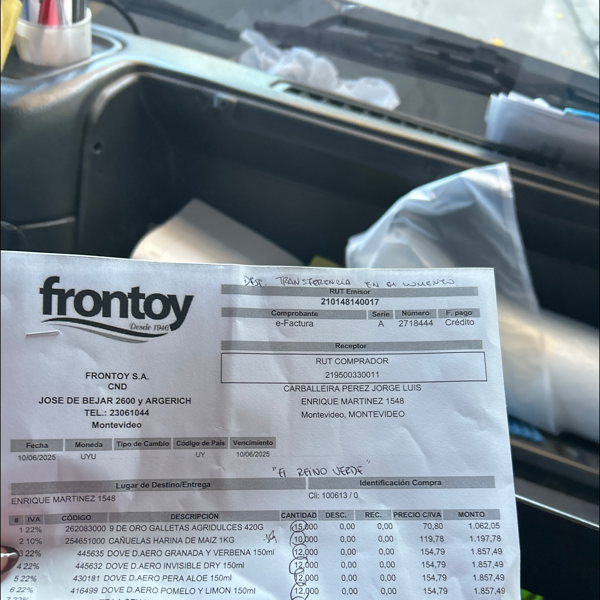 frontoy
Desde 1946
DESP. TRANSFERENCIA EN EL MOMENTO
RUT Emisor
210148140017
Comprobante Serie Número F. pago
e-Factura A 2718444 Crédito
Receptor
RUT COMPRADOR
219500330011
CARBALLEIRA PEREZ JORGE LUIS
ENRIQUE MARTINEZ 1548
Montevideo, MONTEVIDEO
FRONTOY S.A.
CND
JOSE DE BEJAR 2600 y ARGERICH
TEL.: 23061044
Montevideo
Fecha Moneda Tipo de Cambio Código de País Vencimiento
10/06/2025 UYU UY 10/06/2025
"El REINO VERDE"
Lugar de Destino/Entrega Identificación Compra
ENRIQUE MARTINEZ 1548 Cli: 100613 / 0
# IVA CÓDIGO DESCRIPCIÓN CANTIDAD DESC. REC. PRECIO C/IVA MONTO
1 22% 262083000 9 DE ORO GALLETAS AGRIDULCES 420G 15,000 0,00 0,00 70,80 1.062,05
2 10% 254651000 CAÑUELAS HARINA DE MAIZ 1KG 10,000 0,00 0,00 119,78 1.197,78
3 22% 445635 DOVE D.AERO GRANADA Y VERBENA 150ml 12,000 0,00 0,00 154,79 1.857,49
4 22% 445632 DOVE D.AERO INVISIBLE DRY 150ml 12,000 0,00 0,00 154,79 1.857,49
5 22% 430181 DOVE D.AERO PERA ALOE 150ml 12,000 0,00 0,00 154,79 1.857,49
6 22% 416499 DOVE D.AERO POMELO Y LIMON 150ml 12,000 0,00 0,00 154,79 1.857,49